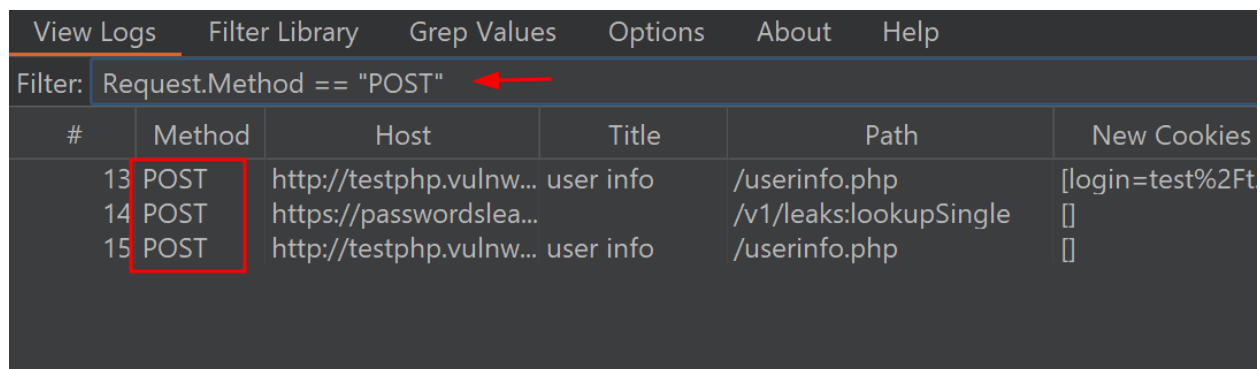 View Logs Filter Library Grep Values Options About Help
Filter: Request.Method == "POST"
# Method Host Title Path New Cookies
13 POST http://testphp.vulnw... user info /userinfo.php [login=test%2Ft.
14 POST https://passwordslea... /v1/leaks:lookupSingle []
15 POST http://testphp.vulnw... user info /userinfo.php []